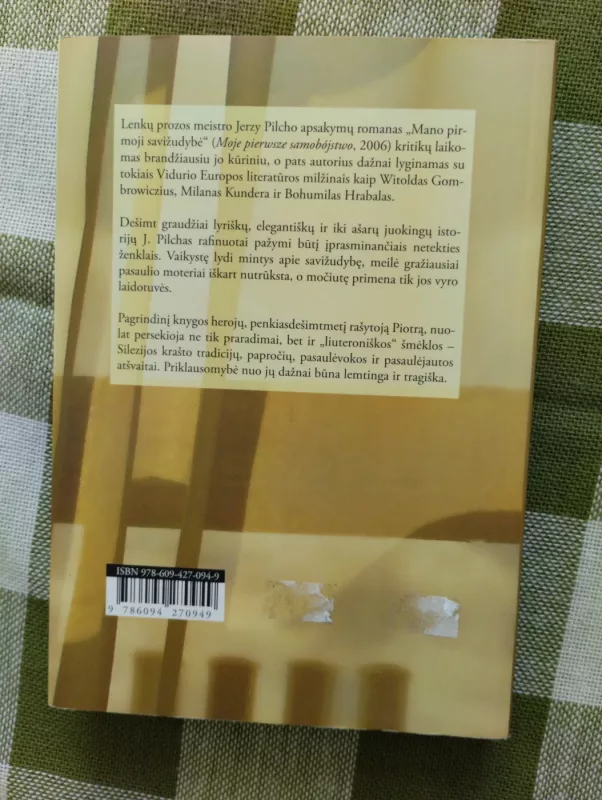 Lenkų prozos meistro Jerzy Pilcho apsakymų romanas „Mano pir-
moji savižudybė“ (Moje pierwsze samobójstwo, 2006) kritikų laiko-
mas brandžiausiu jo kūriniu, o pats autorius dažnai lyginamas su
tokiais Vidurio Europos literatūros milžinais kaip Witoldas Gom-
browiczius, Milanas Kundera ir Bohumilas Hrabalas.
Dešimt graudžiai lyriškų, elegantiškų ir iki ašarų juokingų isto-
rijų J. Pilchas rafinuotai pažymi būtį įprasminančiais netekties
ženklais. Vaikystę lydi mintys apie savižudybę, meilė gražiausiai
pasaulio moteriai iškart nutrūksta, o močiutę primena tik jos vyro
laidotuvės.
Pagrindinį knygos herojų, penkiasdešimtmetį rašytoją Piotrą, nuo-
lat persekioja ne tik praradimai, bet ir „liuteroniškos“ šmėklos –
Silezijos krašto tradicijų, papročių, pasaulėvokos ir pasaulėjautos
atšvaitai. Priklausomybė nuo jų dažnai būna lemtinga ir tragiška.
ISBN 978-609-427-094-9
9 786094 270949